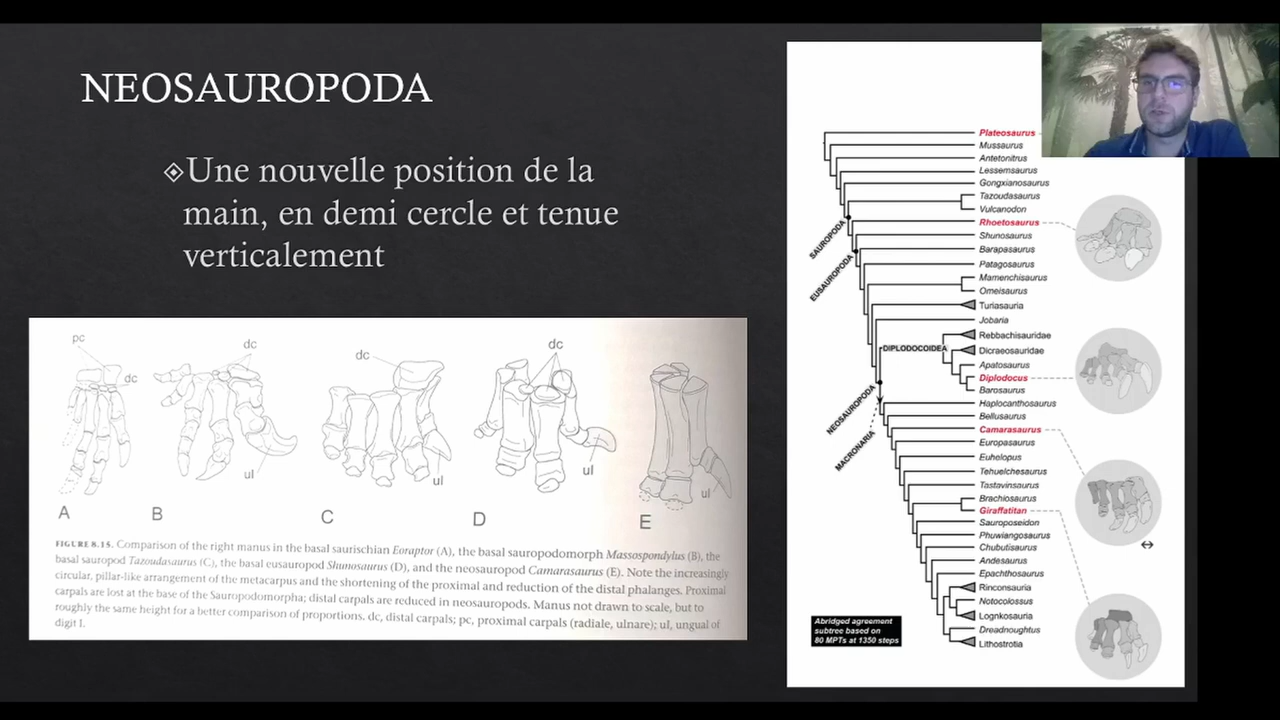 NEOSAUROPODA
Une nouvelle position de la
main, en demi cercle et tenue
verticalement
pc
dc
dc
ul
dc
ul
dc
ul
ul
A
B
C
D
E
FIGURE 8.15. Comparison of the right manus in the basal saurischian Eoraptor (A), the basal sauropodomorph Massospondylus (B), the
basal sauropod Tazoudasaurus (C), the basal eusauropod Shunosaurus (D), and the neosauropod Camarasaurus (E). Note the increasingly
circular, pillar-like arrangement of the metacarpus and the shortening of the proximal and reduction of the distal phalanges. Proximal
carpals are lost at the base of the Sauropodomorpha; distal carpals are reduced in neosauropods. Manus not drawn to scale, but to
roughly the same height for a better comparison of proportions. dc, distal carpals; pc, proximal carpals (radiale, ulnare); ul, ungual of
digit I.
Plateosaurus
Mussaurus
Antetonitrus
Lessemsaurus
Gongxianosaurus
Tazoudasaurus
Vulcanodon
Rhoetosaurus
Shunosaurus
Barapasaurus
Patagosaurus
Mamenchisaurus
Omeisaurus
Turiasauria
Jobaria
Rebbachisauridae
Dicraeosauridae
Apatosaurus
Diplodocus
Barosaurus
Haplocanthosaurus
Bellusaurus
Camarasaurus
Europasaurus
Euhelopus
Tehuelchesaurus
Tastavinsaurus
Brachiosaurus
Giraffatitan
Sauroposeidon
Phuwiangosaurus
Chubutisaurus
Andesaurus
Epachthosaurus
Rinconsauria
Notocolossus
Lognkosauria
Dreadnoughtus
Lithostrotia
SAUROPODA
EUSAUROPODA
DIPLODOCOIDEA
NEOSAUROPODA
MACRONARIA
Abridged agreement
subtree based on
80 MPTs at 1350 steps